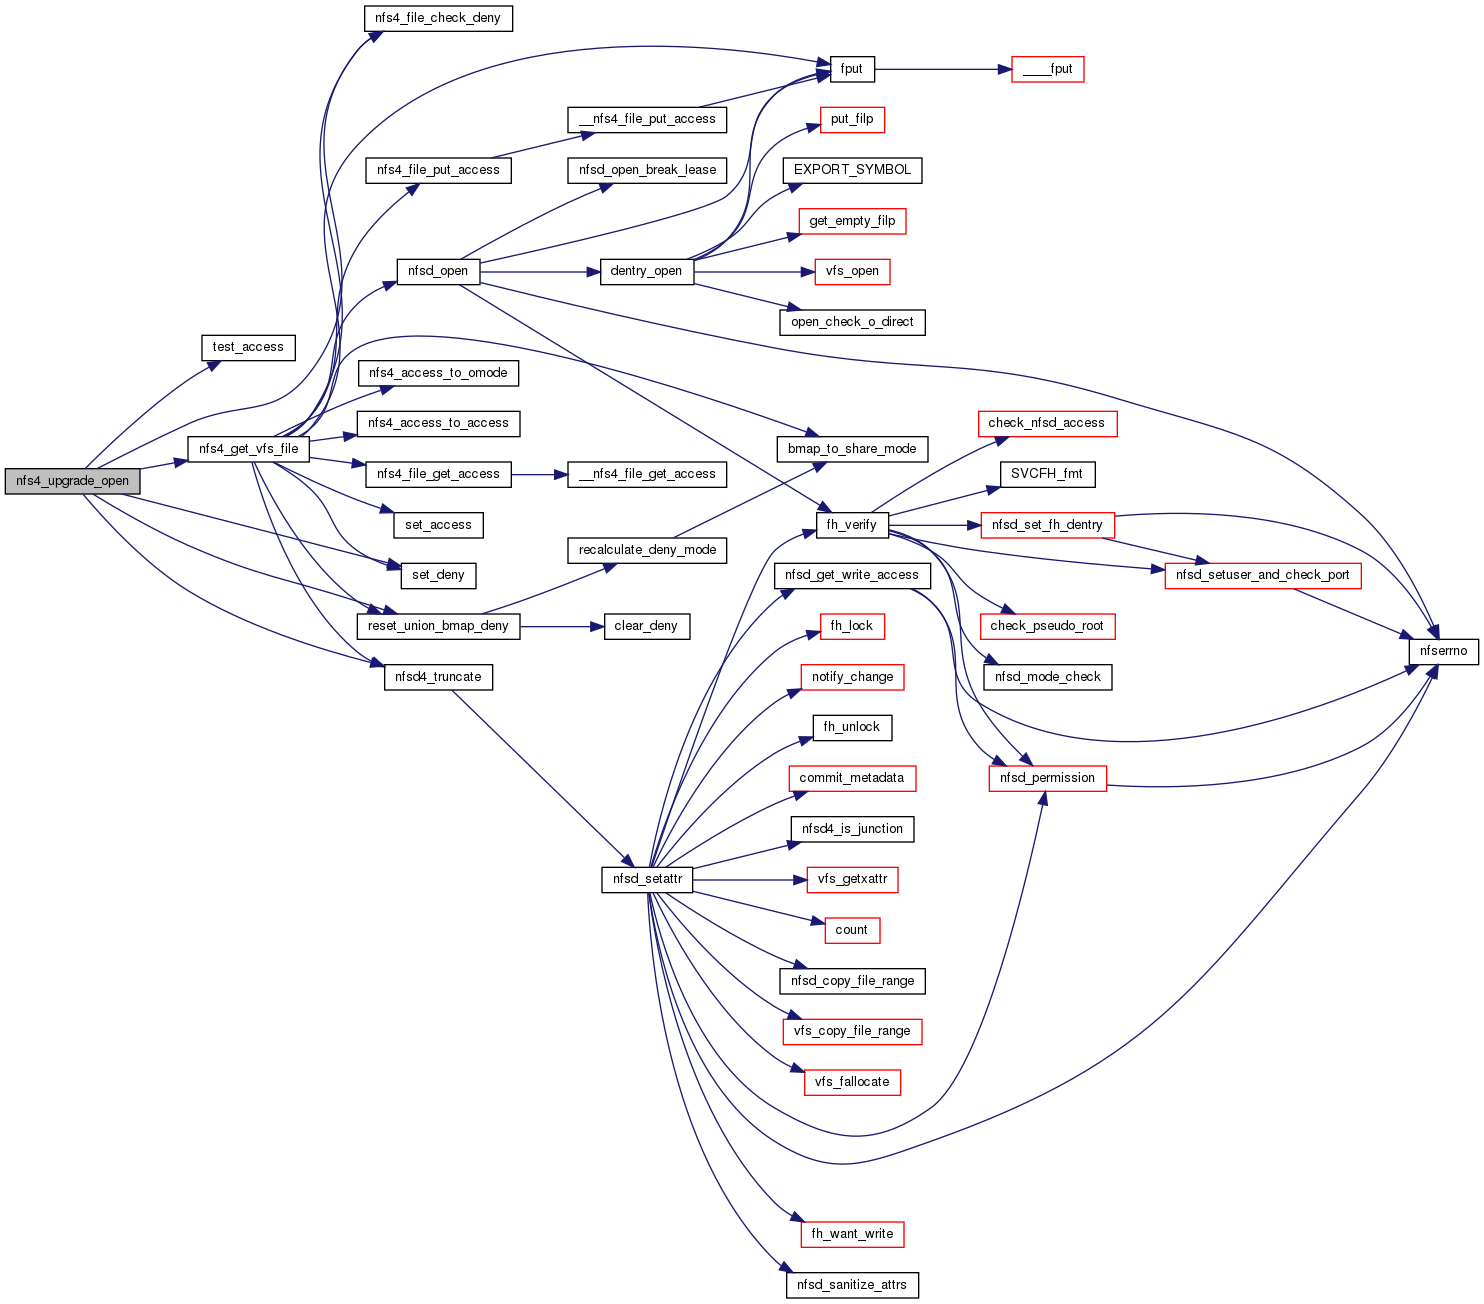 nfs4_file_check_deny
fput
____fput
__nfs4_file_put_access
put_filp
nfs4_file_put_access
nfsd_open_break_lease
EXPORT_SYMBOL
get_empty_filp
nfsd_open
dentry_open
vfs_open
open_check_o_direct
test_access
nfs4_access_to_omode
nfs4_access_to_access
check_nfsd_access
nfs4_get_vfs_file
bmap_to_share_mode
nfs4_upgrade_open
nfs4_file_get_access
__nfs4_file_get_access
SVCFH_fmt
set_access
fh_verify
nfsd_set_fh_dentry
recalculate_deny_mode
set_deny
nfsd_get_write_access
nfsd_setuser_and_check_port
reset_union_bmap_deny
clear_deny
fh_lock
check_pseudo_root
nfserrno
nfsd4_truncate
notify_change
nfsd_mode_check
fh_unlock
commit_metadata
nfsd_permission
nfsd4_is_junction
nfsd_setattr
vfs_getxattr
count
nfsd_copy_file_range
vfs_copy_file_range
vfs_fallocate
fh_want_write
nfsd_sanitize_attrs